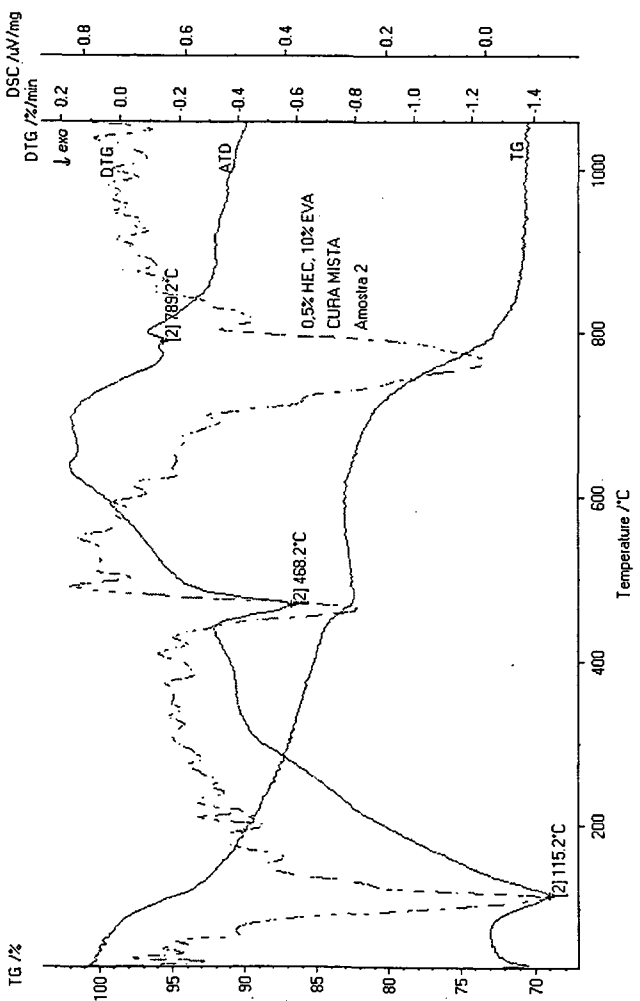 TG /%
DTG /%/min
DSC /uV/mg
↓ exo
100
95
90
85
80
75
70
0.2
0.0
-0.2
-0.4
-0.6
-0.8
-1.0
-1.2
-1.4
0.8
0.6
0.4
0.2
0.0
DTG
ATD
TG
[2] 789.2°C
[2] 468.2°C
[2] 115.2°C
0,5% HEC, 10% EVA
CURA MISTA
Amostra 2
200
400
600
800
1000
Temperature /°C